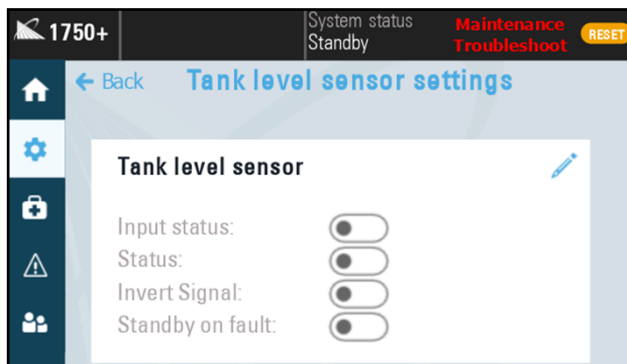 1750+
System status
Standby
Maintenance
Troubleshoot
RESET
Back
Tank level sensor settings
Tank level sensor
Input status:
Status:
Invert Signal:
Standby on fault: